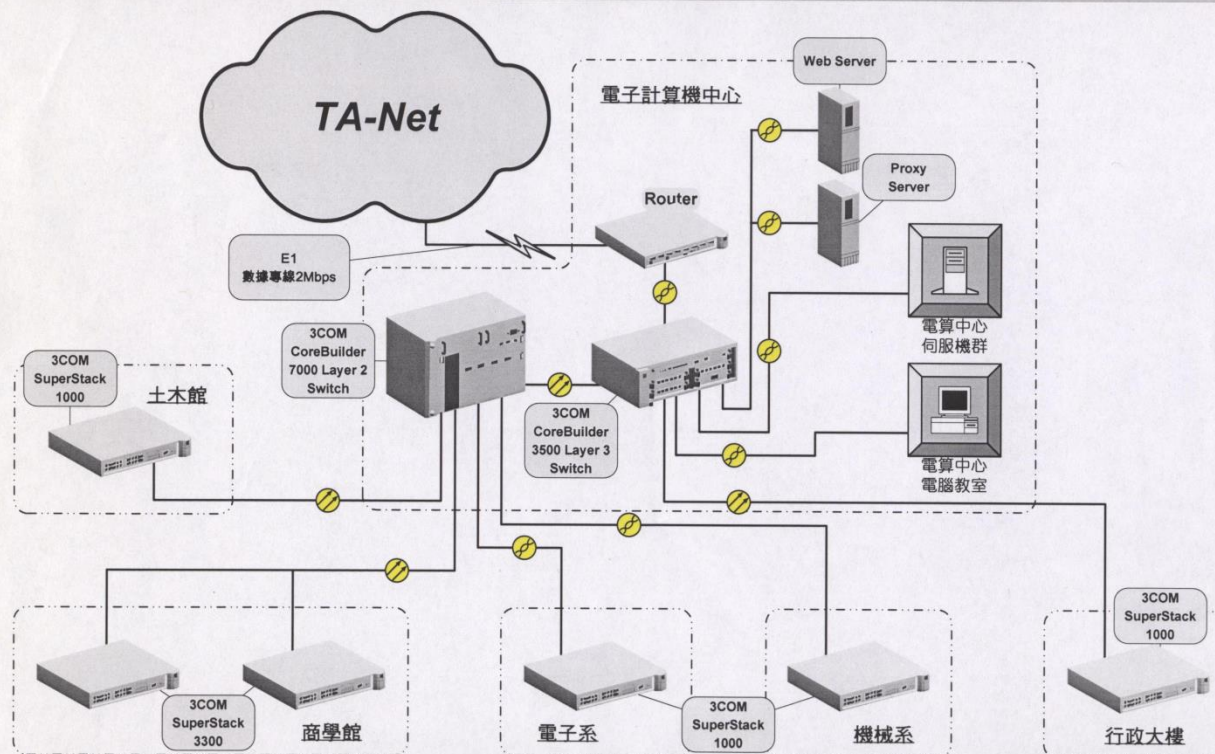 TA-Net
電子計算機中心
Web Server
Proxy
Server
Router
E1
數據專線2Mbps
電算中心
伺服機群
3COM
CoreBuilder
7000 Layer 2
Switch
3COM
CoreBuilder
3500 Layer 3
Switch
電算中心
電腦教室
3COM
SuperStack
1000
土木館
3COM
SuperStack
3300
商學館
電子系
3COM
SuperStack
1000
機械系
3COM
SuperStack
1000
行政大樓